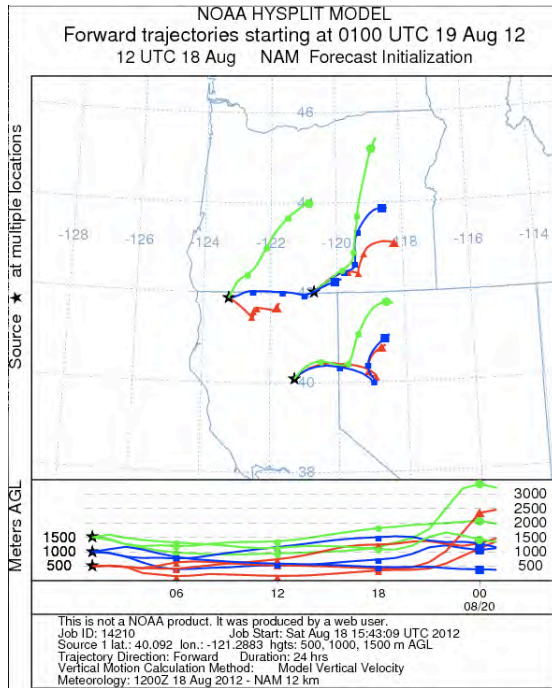 NOAA HYSPLIT MODEL
Forward trajectories starting at 0100 UTC 19 Aug 12
12 UTC 18 Aug NAM Forecast Initialization
Source ★ at multiple locations
46
-128
-126
-124
-122
-120
-118
-116
-114
40
38
Meters AGL
1500
1000
500
3000
2500
2000
1500
1000
500
06
12
18
00
08/20
This is not a NOAA product. It was produced by a web user.
Job ID: 14210 Job Start: Sat Aug 18 15:43:09 UTC 2012
Source 1 lat.: 40.092 lon.: -121.2883 hgts: 500, 1000, 1500 m AGL
Trajectory Direction: Forward Duration: 24 hrs
Vertical Motion Calculation Method: Model Vertical Velocity
Meteorology: 1200Z 18 Aug 2012 - NAM 12 km